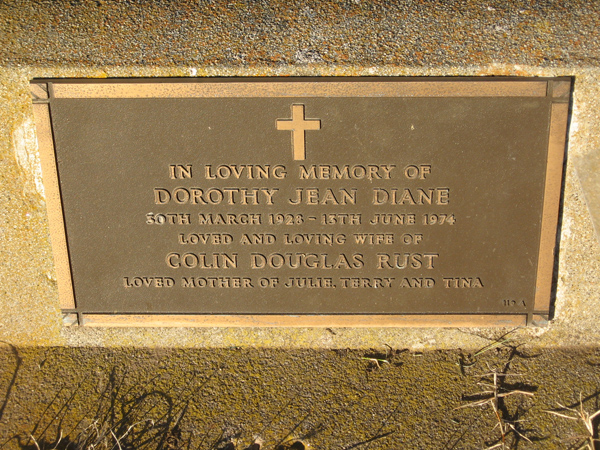 IN LOVING MEMORY OF
DOROTHY JEAN DIANE
30TH MARCH 1928 - 13TH JUNE 1974
LOVED AND LOVING WIFE OF
COLIN DOUGLAS RUST
LOVED MOTHER OF JULIE, TERRY AND TINA